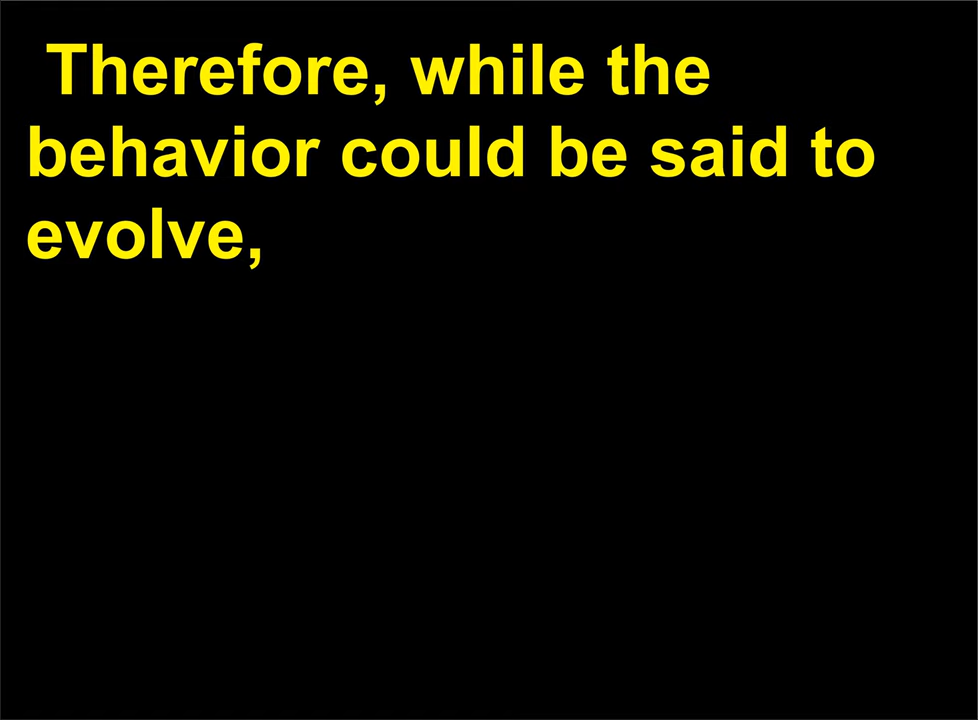 Therefore, while the
behavior could be said to
evolve,